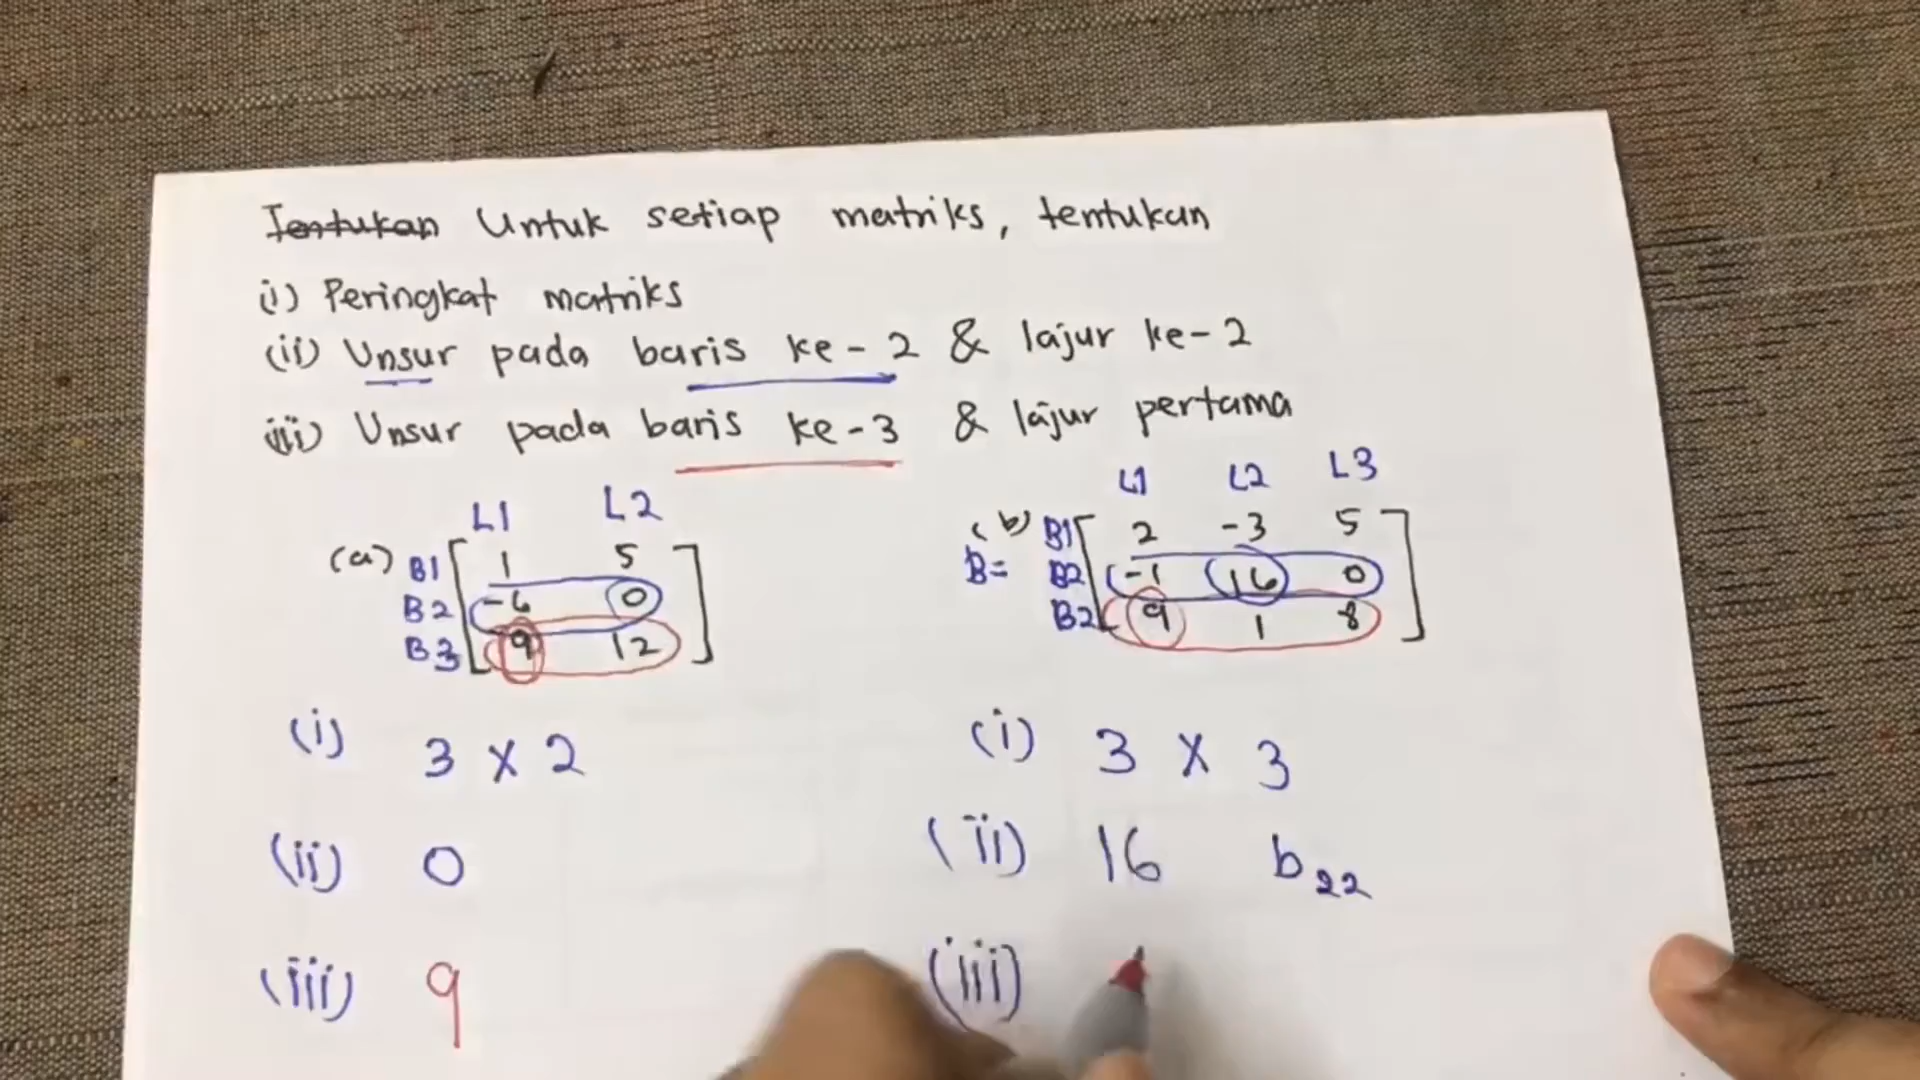 Tentukan Untuk setiap matriks, tentukan
(i) Peringkat matriks
(ii) Unsur pada baris ke-2 & lajur ke-2
(iii) Unsur pada baris ke-3 & lajur pertama
L1 L2
(a) B1 1 5
B2 -6 0
B3 9 12
L1 L2 L3
(b) B1 2 -3 5
B= B2 -1 16 0
B2 9 1 8
(i) 3 x 2
(ii) 0
(iii) 9
(i) 3 x 3
(ii) 16 b22
(iii)